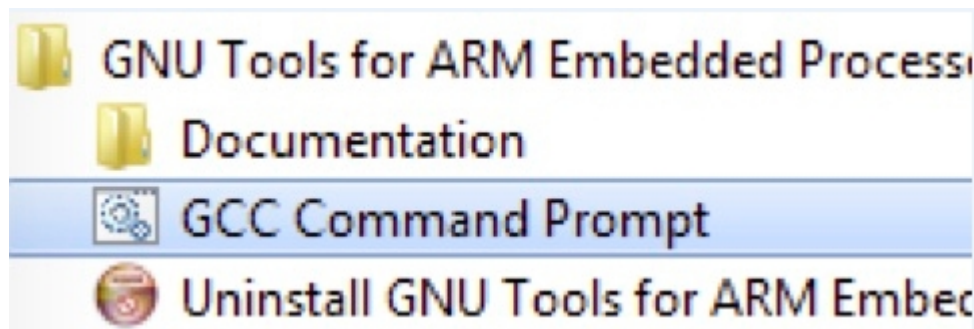 GNU Tools for ARM Embedded Process
Documentation
GCC Command Prompt
Uninstall GNU Tools for ARM Embed